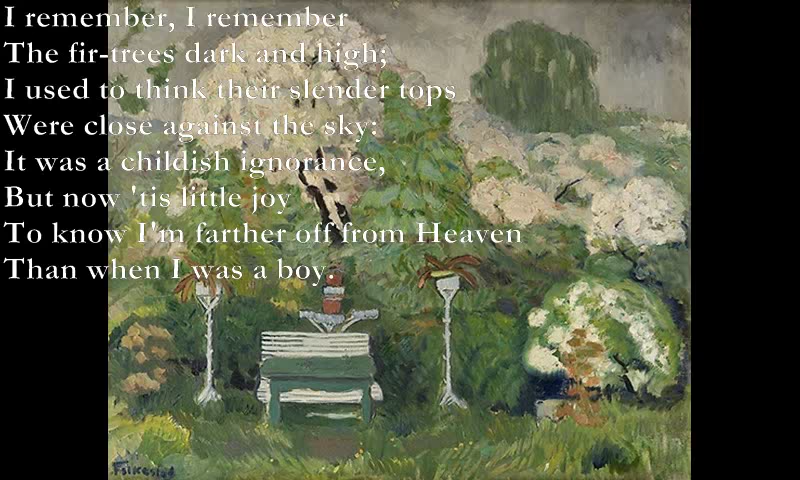 I remember, I remember
The fir-trees dark and high;
I used to think their slender tops
Were close against the sky:
It was a childish ignorance,
But now 'tis little joy
To know I'm farther off from Heaven
Than when I was a boy.